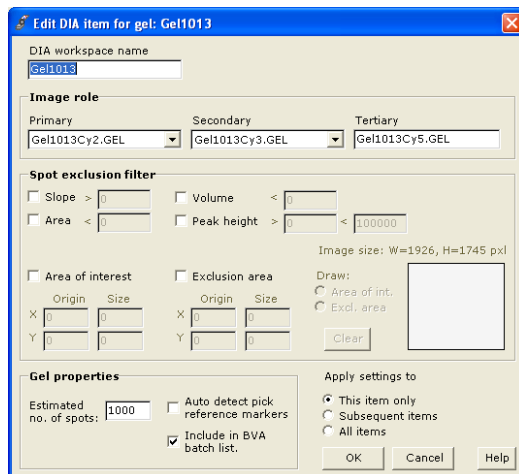 Edit DIA item for gel: Gel1013
DIA workspace name
Gel1013
Image role
Primary Secondary Tertiary
Gel1013Cy2.GEL Gel1013Cy3.GEL Gel1013Cy5.GEL
Spot exclusion filter
Slope > 0 Volume < 0
Area < 0 Peak height > 0 < 100000
Image size: W=1926, H=1745 pxl
Area of interest Exclusion area Draw:
Origin Size Origin Size Area of int.
X 0 0 X 0 0 Excl. area
Y 0 0 Y 0 0 Clear
Gel properties
Estimated
no. of spots: 1000
Auto detect pick
reference markers
Include in BVA
batch list.
Apply settings to
This item only
Subsequent items
All items
OK Cancel Help